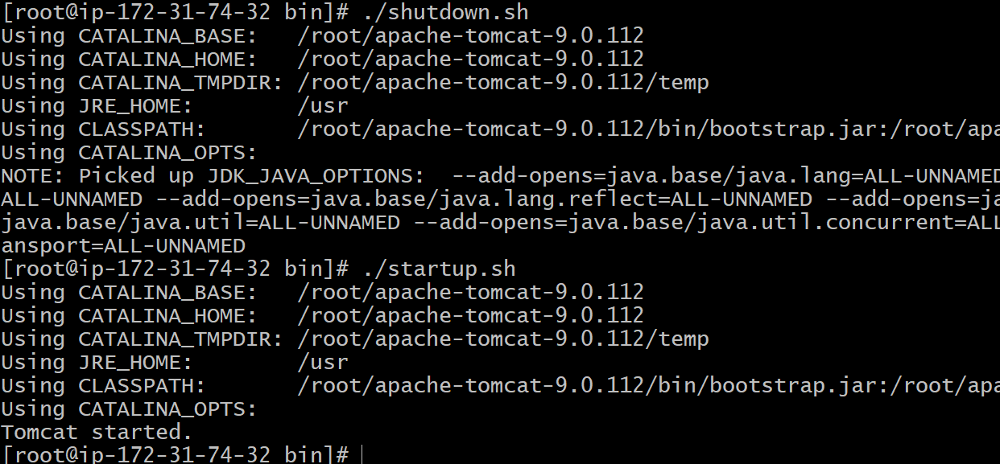 [root@ip-172-31-74-32 bin]# ./shutdown.sh
Using CATALINA_BASE:   /root/apache-tomcat-9.0.112
Using CATALINA_HOME:   /root/apache-tomcat-9.0.112
Using CATALINA_TMPDIR: /root/apache-tomcat-9.0.112/temp
Using JRE_HOME:        /usr
Using CLASSPATH:       /root/apache-tomcat-9.0.112/bin/bootstrap.jar:/root/apa
Using CATALINA_OPTS:
NOTE: Picked up JDK_JAVA_OPTIONS:  --add-opens=java.base/java.lang=ALL-UNNAMED
ALL-UNNAMED --add-opens=java.base/java.lang.reflect=ALL-UNNAMED --add-opens=ja
java.base/java.util=ALL-UNNAMED --add-opens=java.base/java.util.concurrent=ALL
ansport=ALL-UNNAMED
[root@ip-172-31-74-32 bin]# ./startup.sh
Using CATALINA_BASE:   /root/apache-tomcat-9.0.112
Using CATALINA_HOME:   /root/apache-tomcat-9.0.112
Using CATALINA_TMPDIR: /root/apache-tomcat-9.0.112/temp
Using JRE_HOME:        /usr
Using CLASSPATH:       /root/apache-tomcat-9.0.112/bin/bootstrap.jar:/root/apa
Using CATALINA_OPTS:
Tomcat started.
[root@ip-172-31-74-32 bin]#